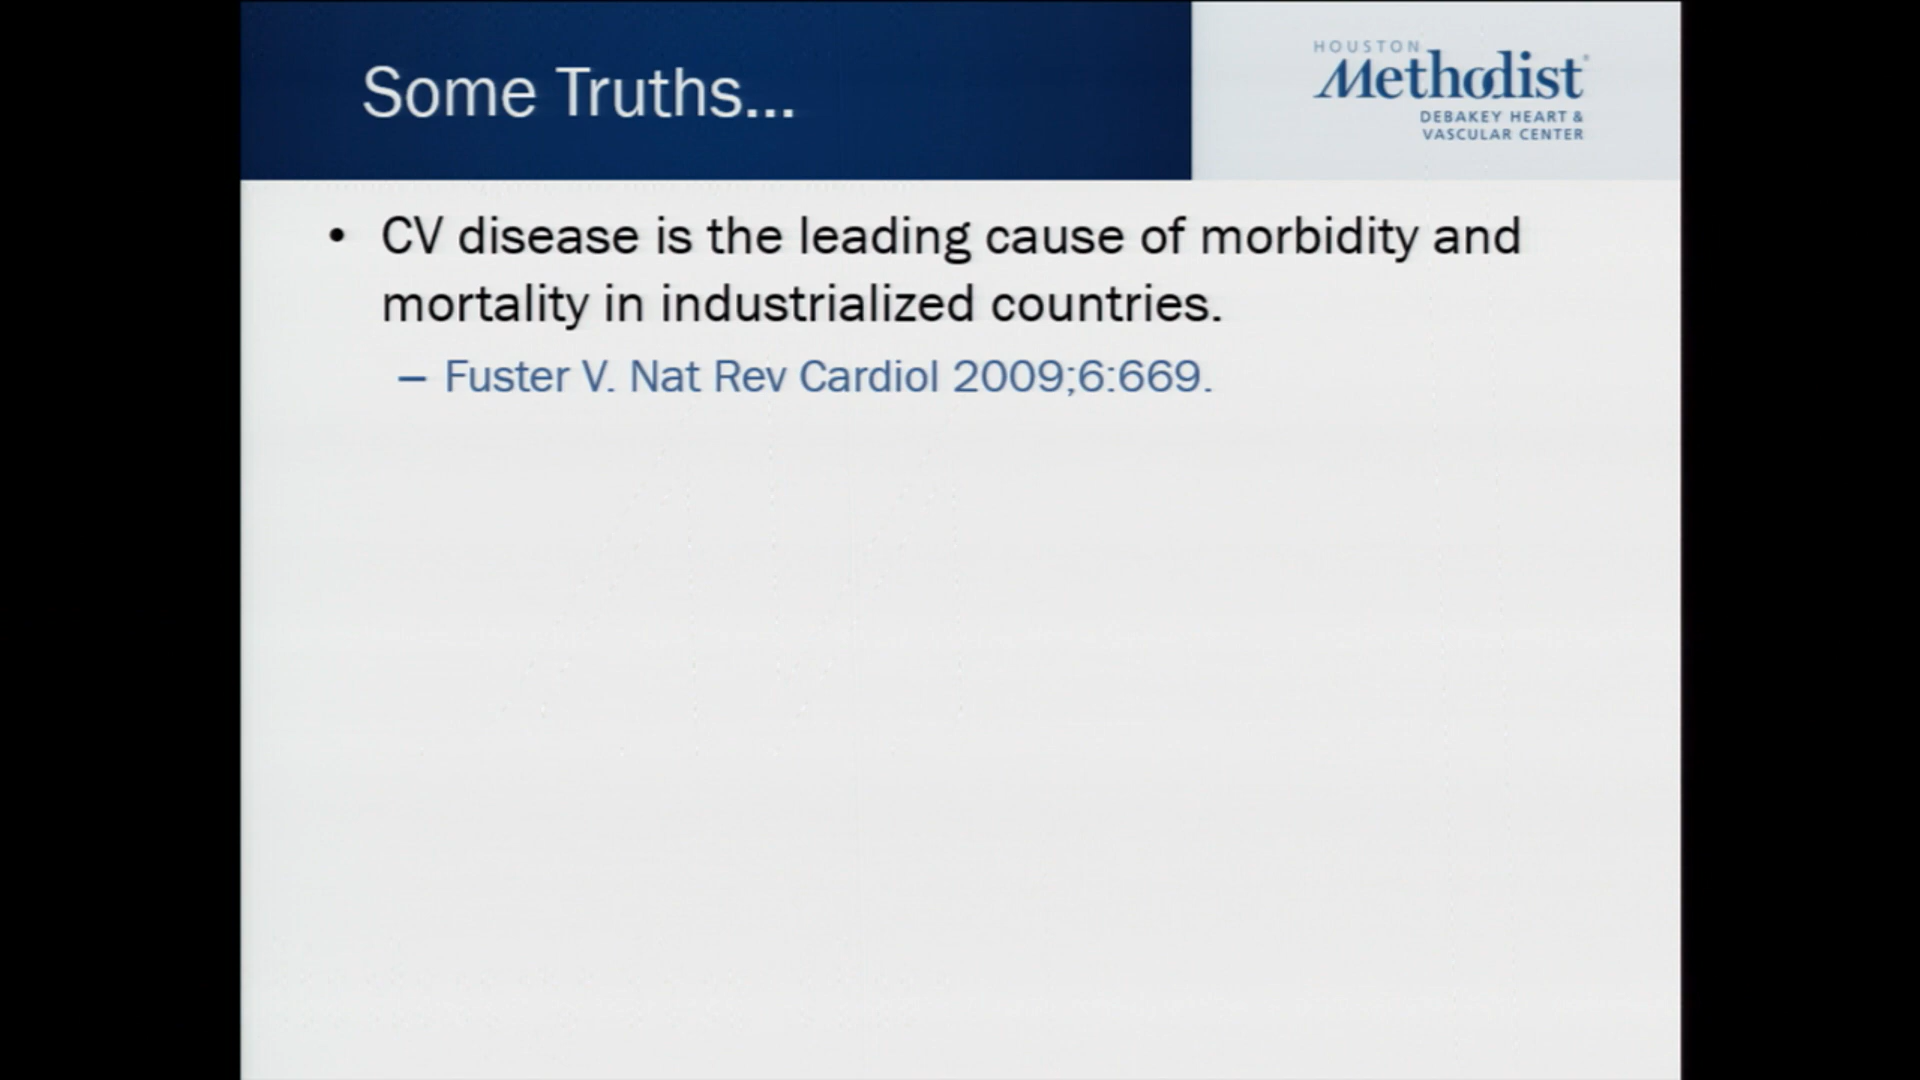 Some Truths...
HOUSTON
Methodist®
DEBAKEY HEART &
VASCULAR CENTER
• CV disease is the leading cause of morbidity and
mortality in industrialized countries.
– Fuster V. Nat Rev Cardiol 2009;6:669.